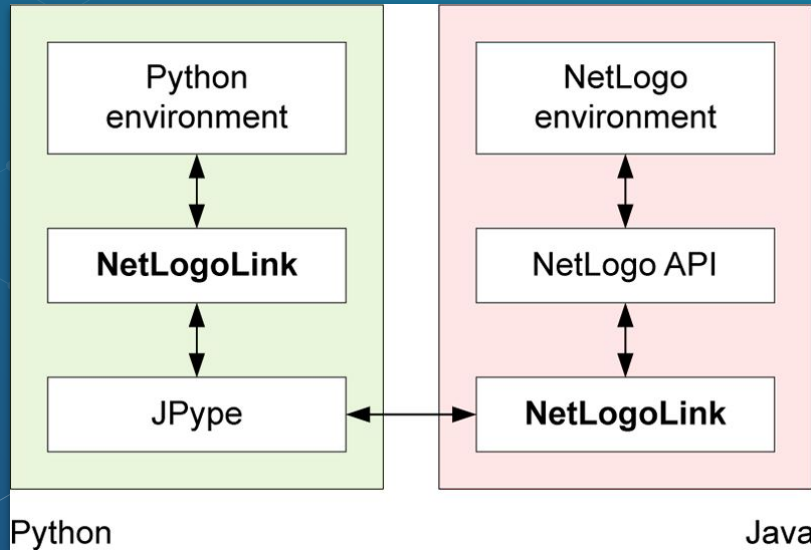 Python
environment
NetLogoLink
JPype
NetLogo
environment
NetLogo API
NetLogoLink
Python
Java